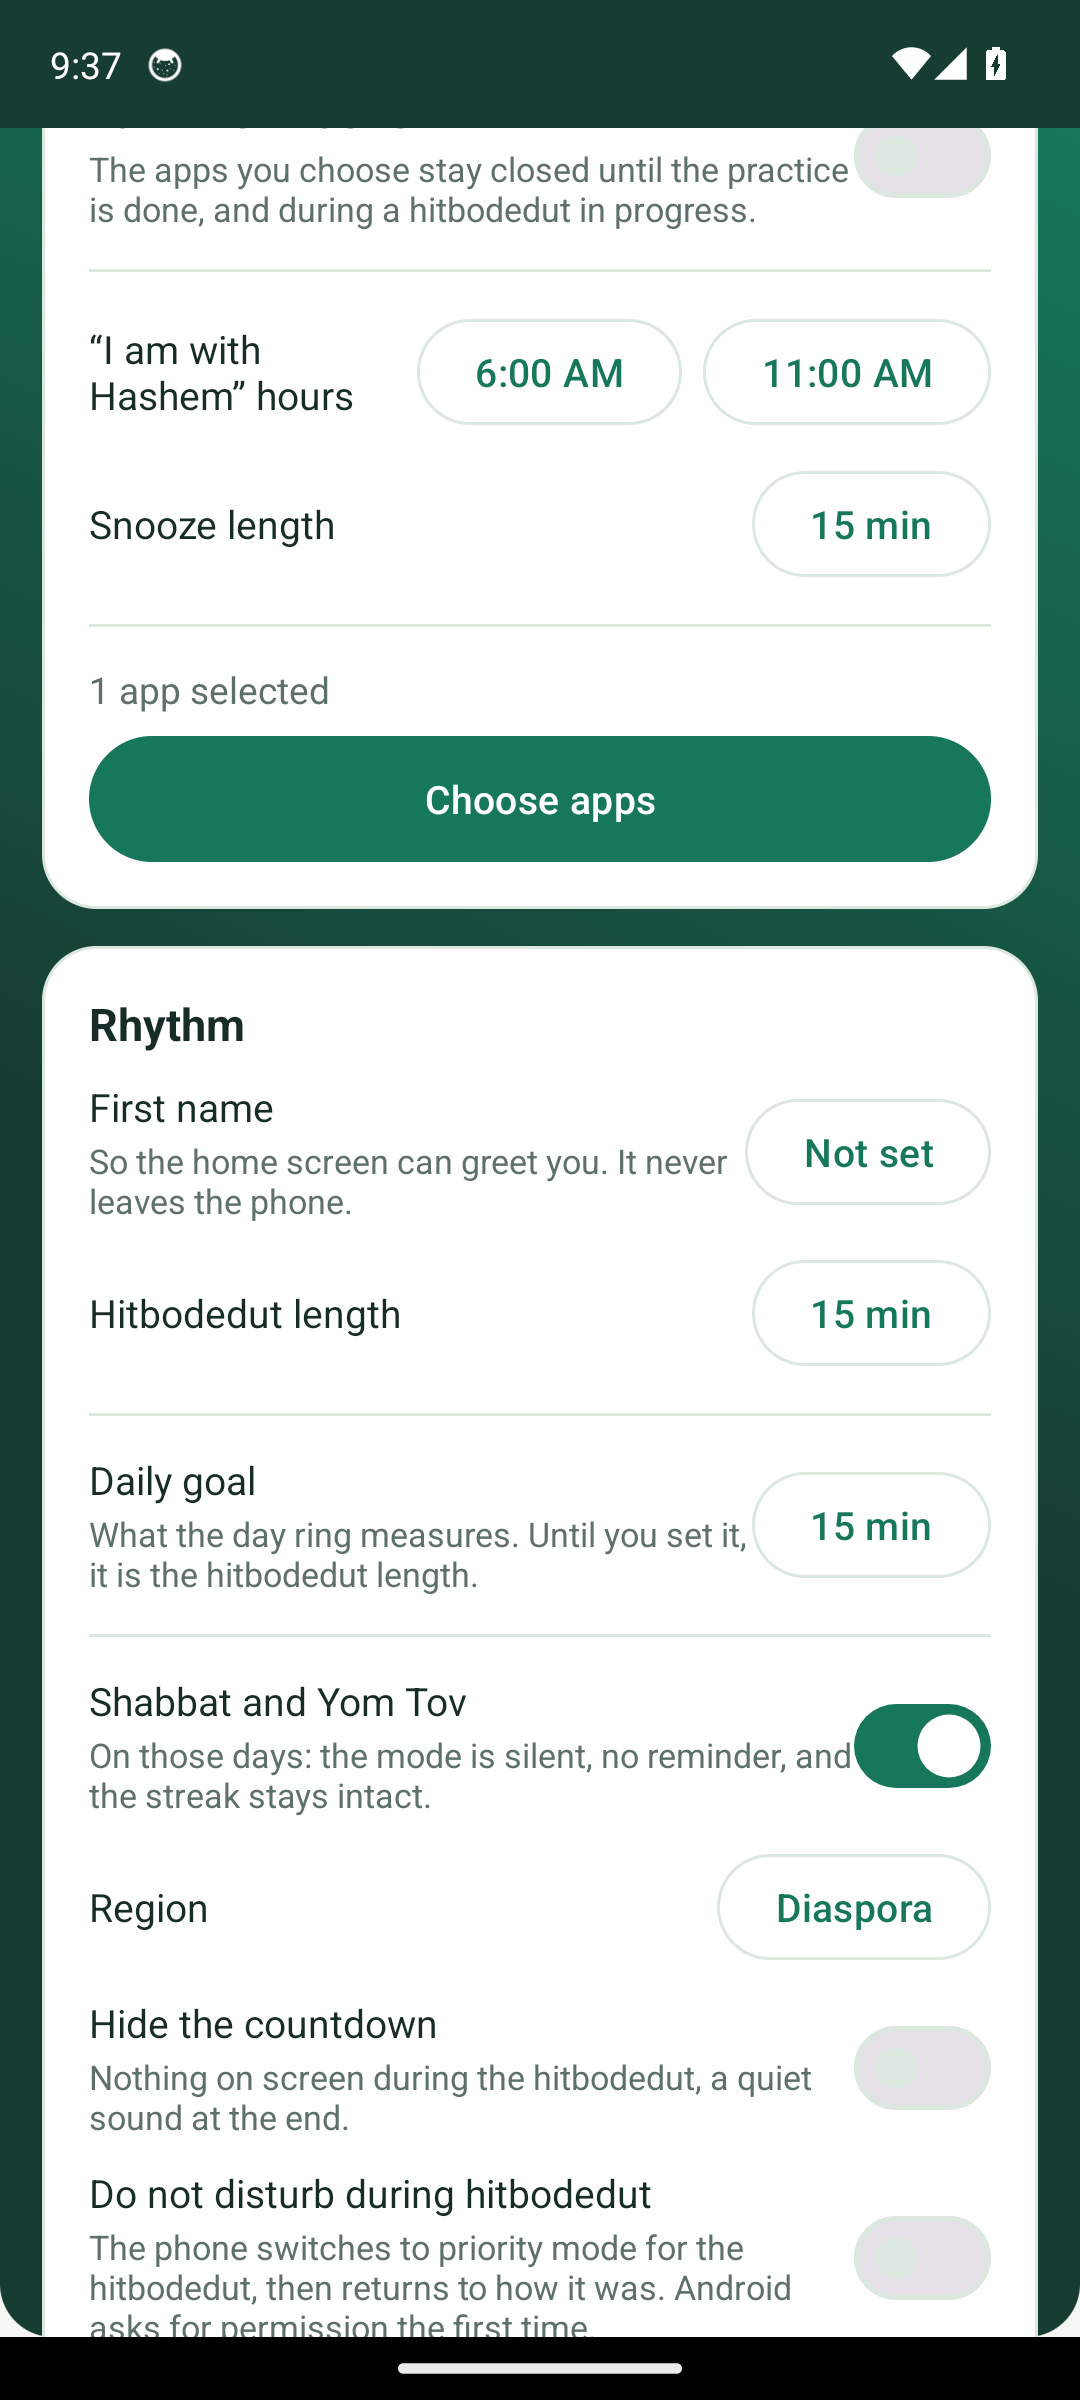 9:37
The apps you choose stay closed until the practice
is done, and during a hitbodedut in progress.
“I am with
Hashem” hours
6:00 AM
11:00 AM
Snooze length
15 min
1 app selected
Choose apps
Rhythm
First name
So the home screen can greet you. It never
leaves the phone.
Not set
Hitbodedut length
15 min
Daily goal
What the day ring measures. Until you set it,
it is the hitbodedut length.
15 min
Shabbat and Yom Tov
On those days: the mode is silent, no reminder, and
the streak stays intact.
Region
Diaspora
Hide the countdown
Nothing on screen during the hitbodedut, a quiet
sound at the end.
Do not disturb during hitbodedut
The phone switches to priority mode for the
hitbodedut, then returns to how it was. Android
asks for permission the first time.